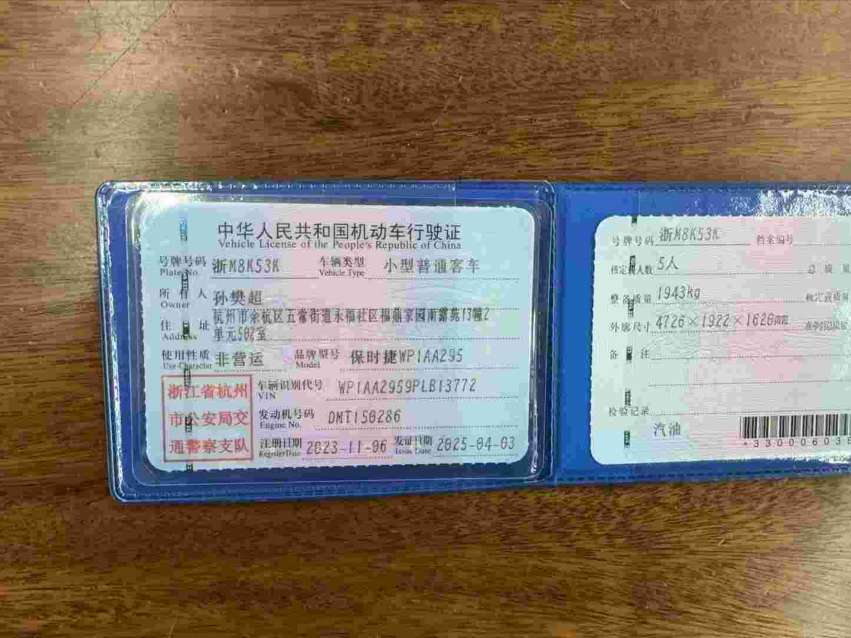 中华人民共和国机动车行驶证
Vehicle License of the People's Republic of China
号牌号码 浙M8K53K 车辆类型 小型普通客车
Plate No. Vehicle Type
所有人 孙樊超
Owner
住址 杭州市余杭区五常街道永福社区福鼎家园南霖苑13幢2
Address 单元502室
使用性质 非营运 品牌型号 保时捷WP1AA295
Use Character Model
浙江省杭州
市公安局交
通警察支队
车辆识别代号 WP1AA2959PLB13772
VIN
发动机号码 DMT150286
Engine No.
注册日期 2023-11-06 发证日期 2025-04-03
Register Date Issue Date
号牌号码 浙M8K53K 档案编号
核定载人数 5人
整备质量 1943kg
外廓尺寸 4726×1922×1620
备注
检验记录
汽油